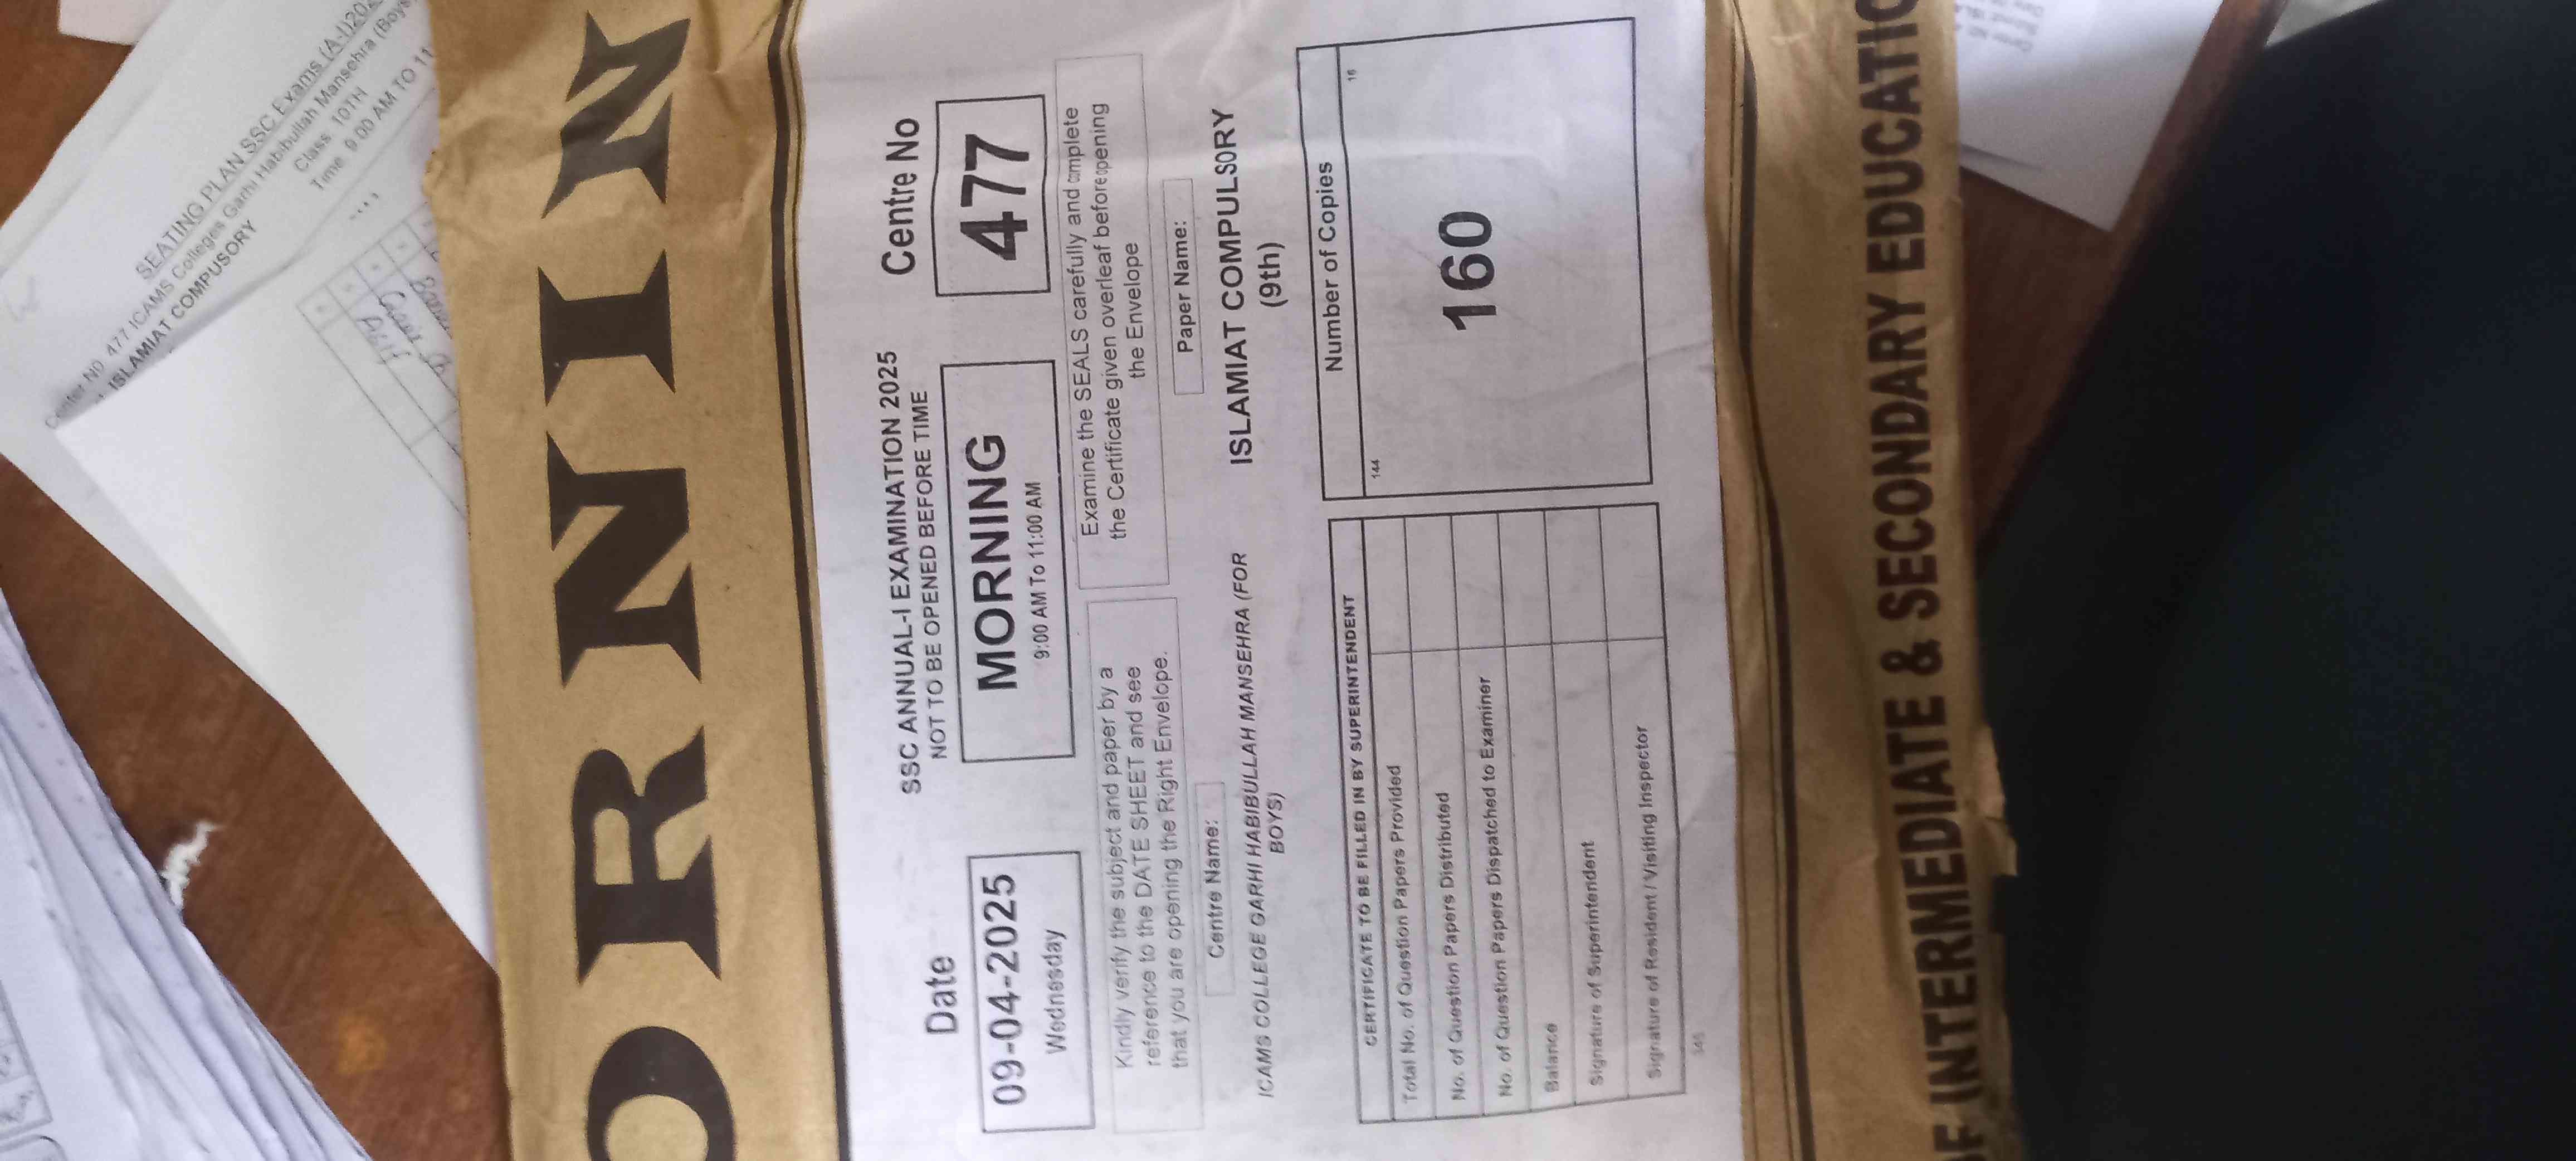 SEATING PLAN SSC Exams (A-I)20
Center N0 477 ICAMS Colleges Garhi Habibullah Mansehra (Boys
ISLAMIAT COMPUSORY
Class 10TH
Time 9:00 AM TO 11
ORNIN
SSC ANNUAL-I EXAMINATION 2025
NOT TO BE OPENED BEFORE TIME
Date
09-04-2025
Wednesday
MORNING
9:00 AM To 11:00 AM
Centre No
477
Kindly verify the subject and paper by a
reference to the DATE SHEET and see
that you are opening the Right Envelope.
Examine the SEALS carefully and complete
the Certificate given overleaf before opening
the Envelope
Centre Name:
ICAMS COLLEGE GARHI HABIBULLAH MANSEHRA (FOR
BOYS)
Paper Name:
ISLAMIAT COMPULSORY
(9th)
CERTIFICATE TO BE FILLED IN BY SUPERINTENDENT
Total No. of Question Papers Provided
No. of Question Papers Distributed
No. of Question Papers Dispatched to Examiner
Balance
Signature of Superintendent
Signature of Resident / Visiting Inspector
Number of Copies
144 16
160
OF INTERMEDIATE & SECONDARY EDUCATIO